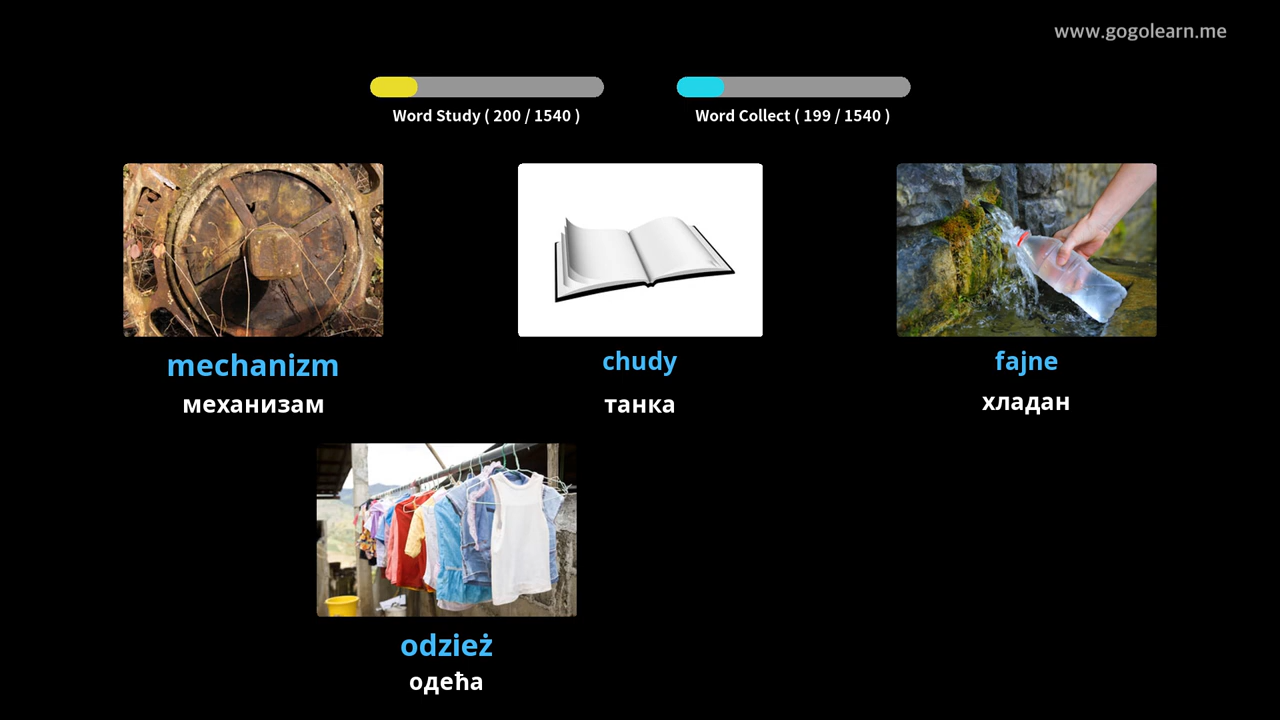 www.gogolearn.me
Word Study ( 200 / 1540 )
Word Collect ( 199 / 1540 )
mechanizm
механизам
chudy
танка
fajne
хладан
odzież
одећа